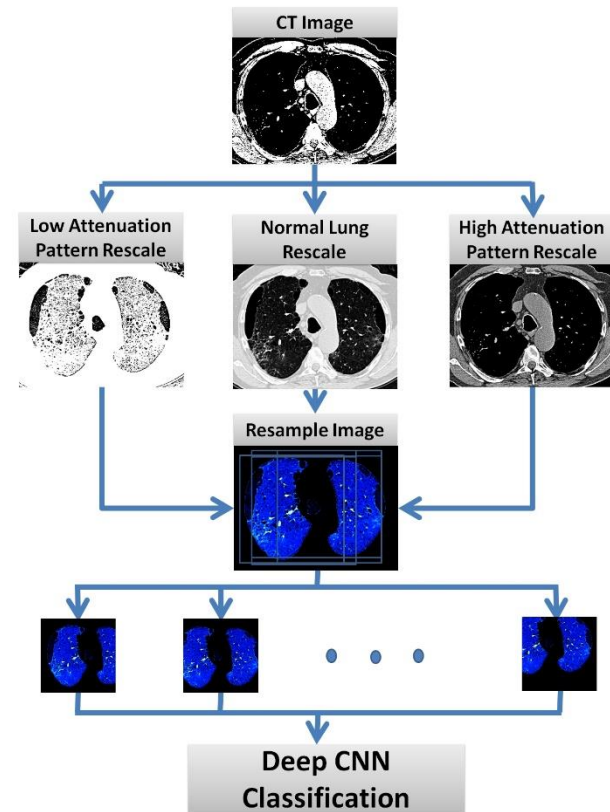 CT Image
Low Attenuation
Pattern Rescale
Normal Lung
Rescale
High Attenuation
Pattern Rescale
Resample Image
Deep CNN
Classification